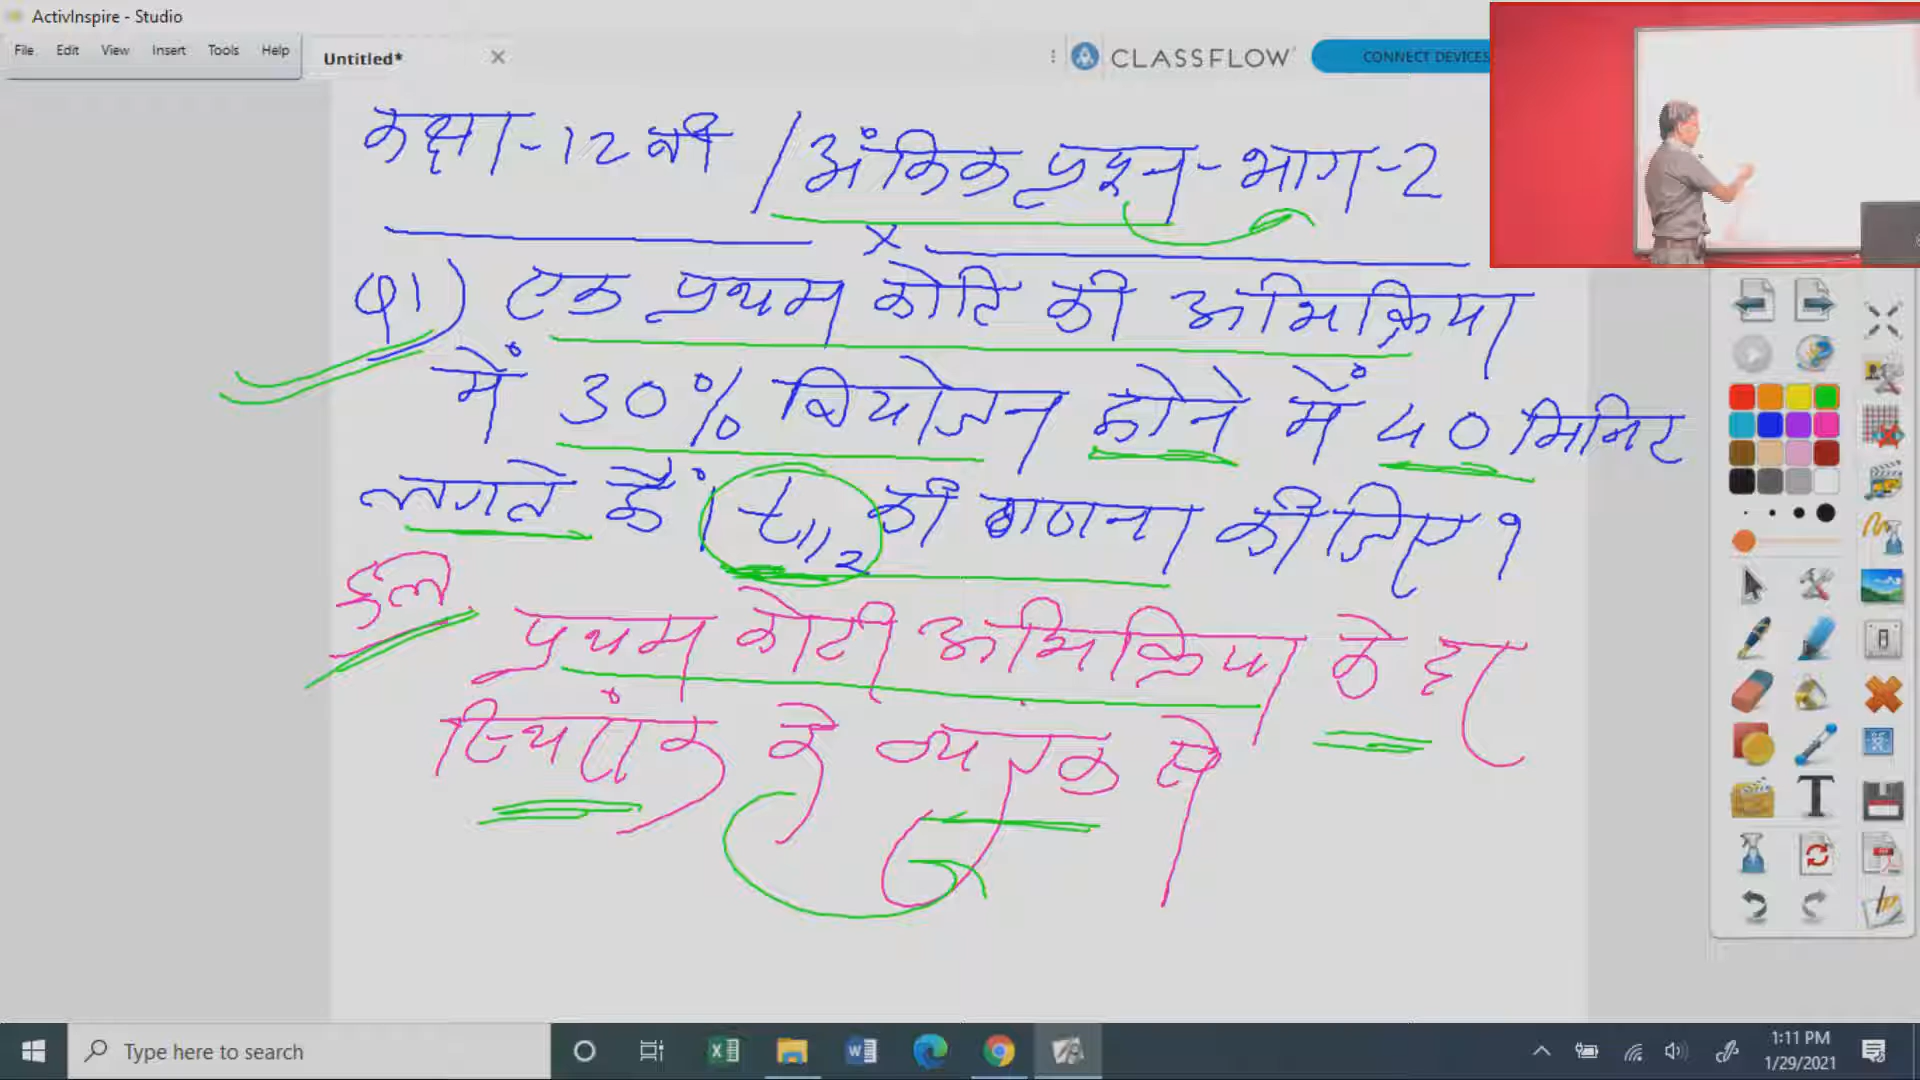 ActivInspire - Studio
File Edit View Insert Tools Help
Untitled*
CLASSFLOW
CONNECT DEVICES
कक्षा-12वीं / अंकिक प्रश्न-भाग-2
x
Q1) एक प्रथम कोटि की अभिक्रिया
में 30% वियोजन होने में 40 मिनिट
लगते हैं। t1/2 की गणना कीजिए ?
हल
प्रथम कोटी अभिक्रिया के दर
स्थिरांक के व्यंजक से
T
Type here to search
1:11 PM
1/29/2021